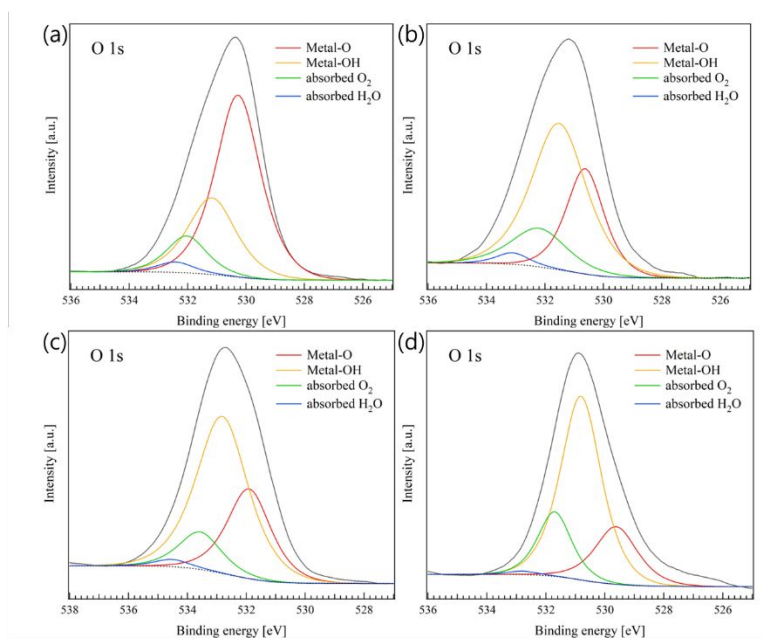 (a)
O 1s
Metal-O
Metal-OH
absorbed O₂
absorbed H₂O
Intensity [a.u.]
536 534 532 530 528 526
Binding energy [eV]
(b)
O 1s
Metal-O
Metal-OH
absorbed O₂
absorbed H₂O
Intensity [a.u.]
536 534 532 530 528 526
Binding energy [eV]
(c)
O 1s
Metal-O
Metal-OH
absorbed O₂
absorbed H₂O
Intensity [a.u.]
538 536 534 532 530 528
Binding energy [eV]
(d)
O 1s
Metal-O
Metal-OH
absorbed O₂
absorbed H₂O
Intensity [a.u.]
536 534 532 530 528 526
Binding energy [eV]